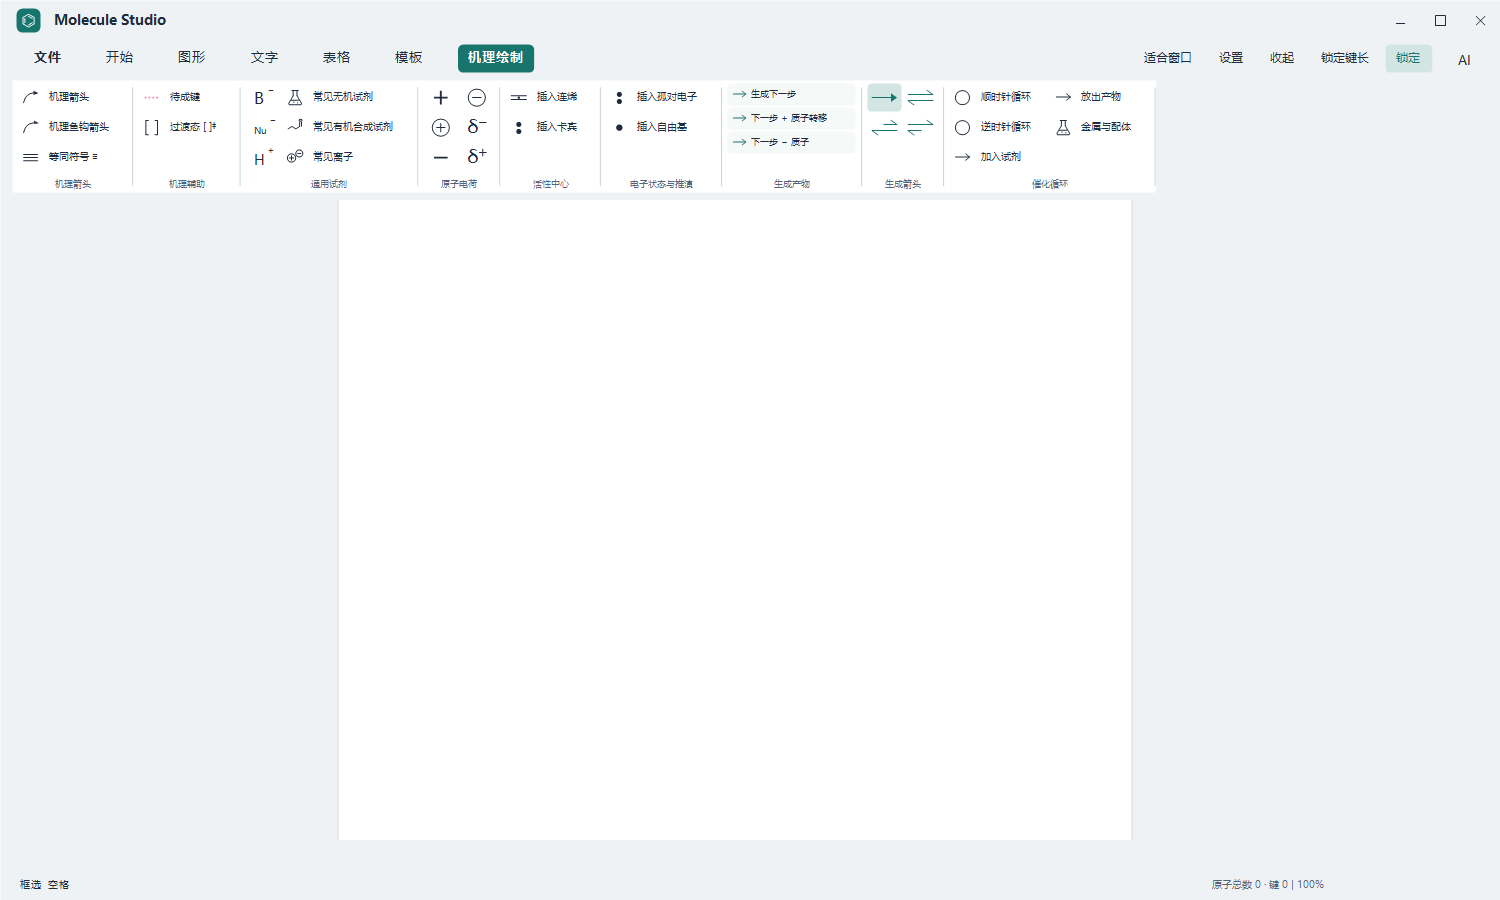 Molecule Studio
文件 开始 图形 文字 表格 模板 机理绘制 适合窗口 设置 收起 锁定键长 锁定 AI
机理箭头 待成键 B⁻ 常见无机试剂 + ⊖ 插入连烯 插入孤对电子 生成下一步 顺时针循环 放出产物
机理鱼钩箭头 过渡态 [ ]‡ Nu⁻ 常见有机合成试剂 ⊕ δ⁻ 插入卡宾 插入自由基 下一步 + 质子转移 逆时针循环 金属与配体
等同符号 ≡ H⁺ 常见离子 − δ⁺ 下一步 − 质子 加入试剂
机理箭头 机理辅助 通用试剂 原子电荷 活性中心 电子状态与推演 生成产物 生成箭头 催化循环
框选 空格 原子总数 0 · 键 0 | 100%